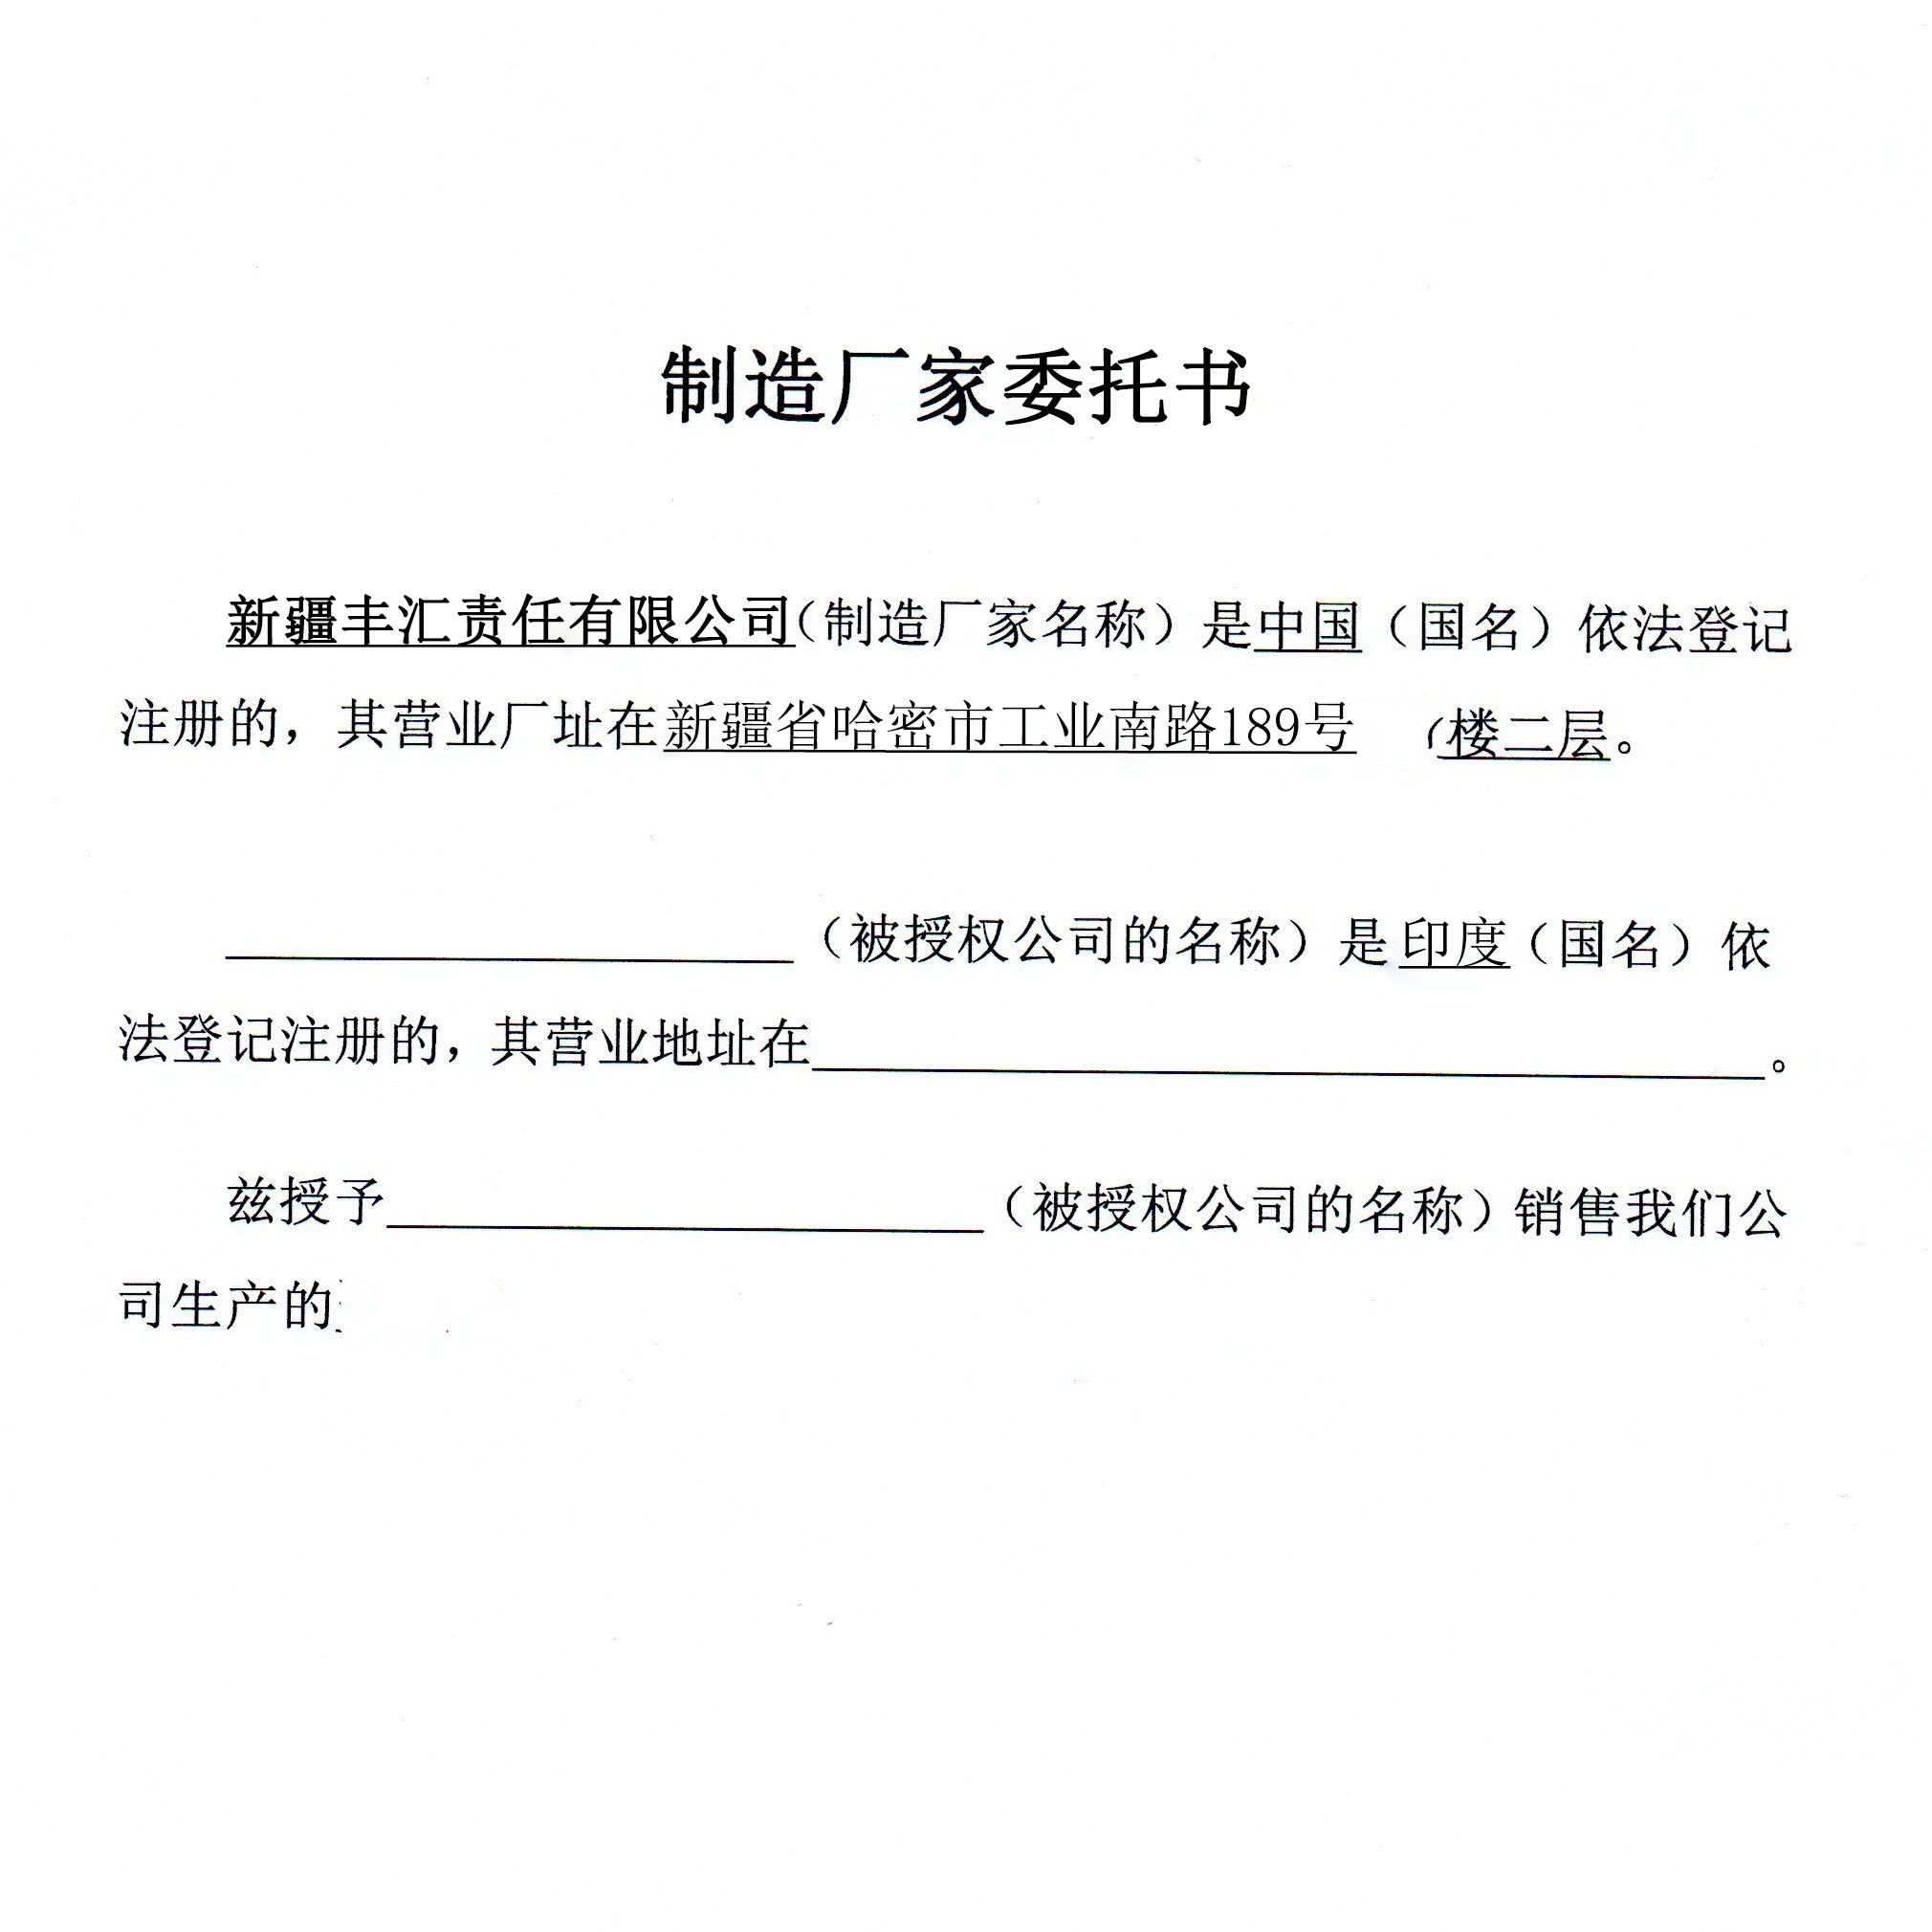 制造厂家委托书
新疆丰汇责任有限公司(制造厂家名称）是中国（国名）依法登记
注册的，其营业厂址在新疆省哈密市工业南路189号 楼二层。
（被授权公司的名称）是印度（国名）依
法登记注册的，其营业地址在。
兹授予（被授权公司的名称）销售我们公
司生产的